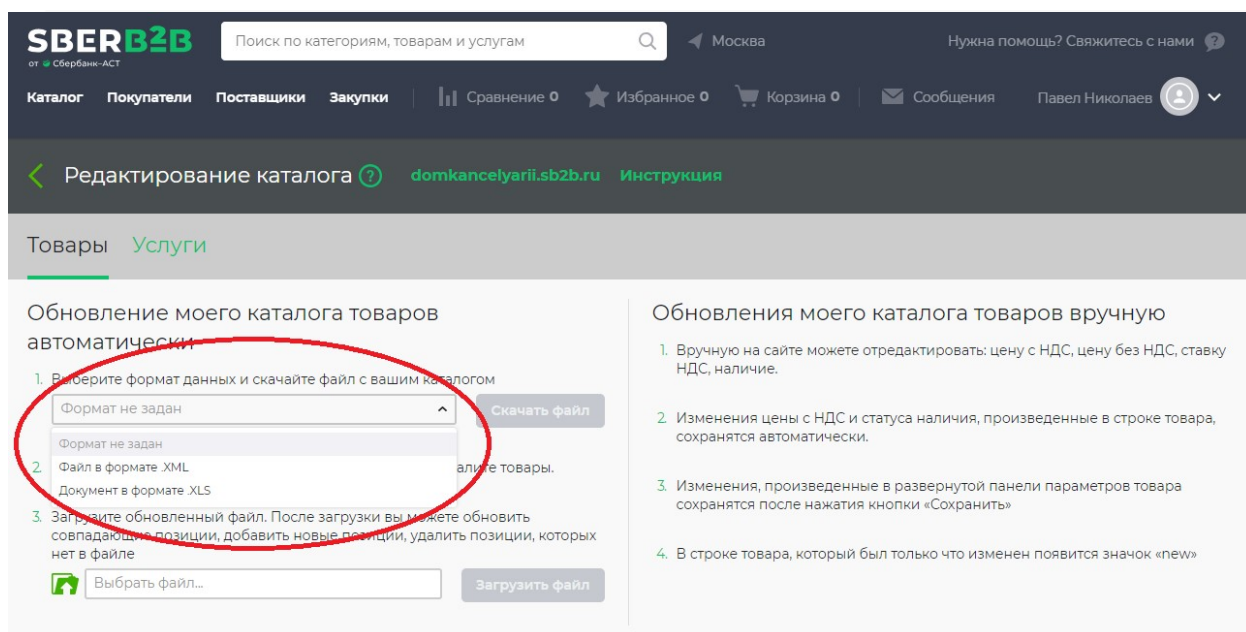 SBERB2B
от Сбербанк-АСТ
Поиск по категориям, товарам и услугам
Москва
Нужна помощь? Свяжитесь с нами ?
Каталог Покупатели Поставщики Закупки Сравнение 0 Избранное 0 Корзина 0 Сообщения Павел Николаев
Редактирование каталога ? domkancelyarii.sb2b.ru Инструкция
Товары Услуги
Обновление моего каталога товаров
автоматически
1. Выберите формат данных и скачайте файл с вашим каталогом
Формат не задан
Скачать файл
Формат не задан
Файл в формате .XML
Документ в формате .XLS
2. товары.
3. Загрузите обновленный файл. После загрузки вы можете обновить
совпадающие позиции, добавить новые позиции, удалить позиции, которых
нет в файле
Выбрать файл...
Загрузить файл
Обновления моего каталога товаров вручную
1. Вручную на сайте можете отредактировать: цену с НДС, цену без НДС, ставку
НДС, наличие.
2. Изменения цены с НДС и статуса наличия, произведенные в строке товара,
сохранятся автоматически.
3. Изменения, произведенные в развернутой панели параметров товара
сохранятся после нажатия кнопки «Сохранить»
4. В строке товара, который был только что изменен появится значок «new»